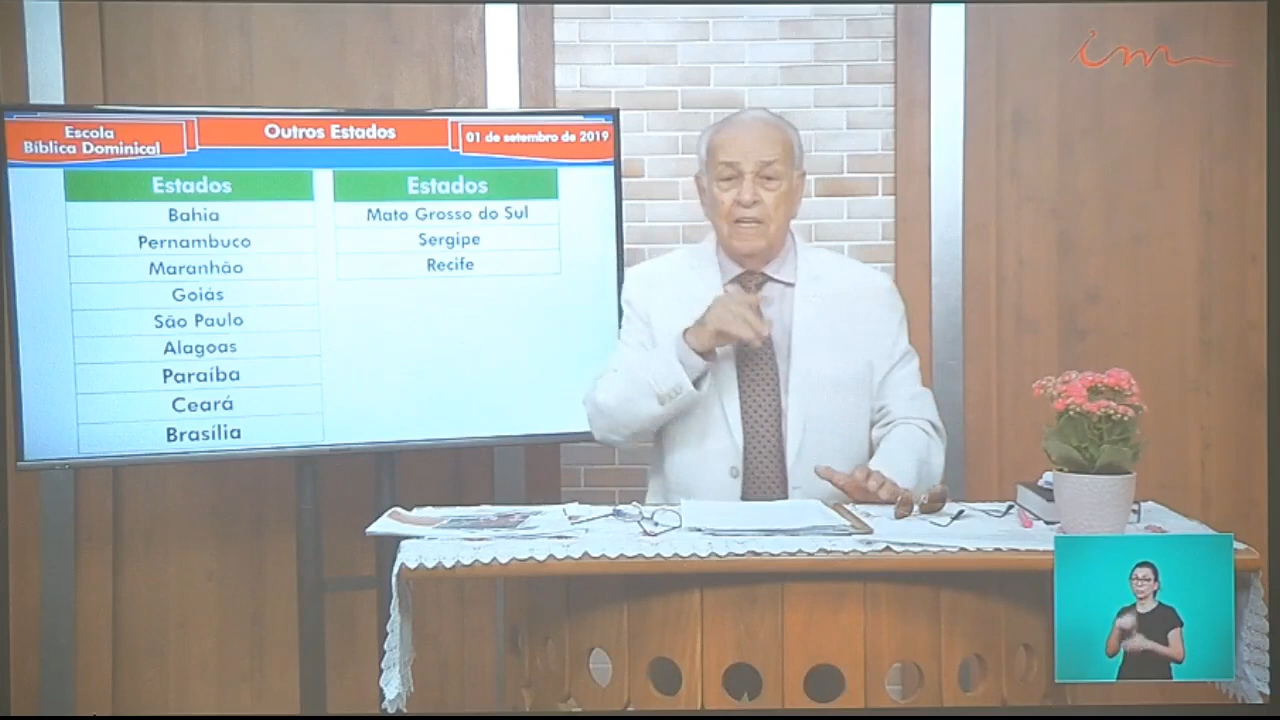 Escola
Bíblica Dominical
Outros Estados
01 de setembro de 2019
Estados
Bahia
Pernambuco
Maranhão
Goiás
São Paulo
Alagoas
Paraíba
Ceará
Brasília
Estados
Mato Grosso do Sul
Sergipe
Recife
im